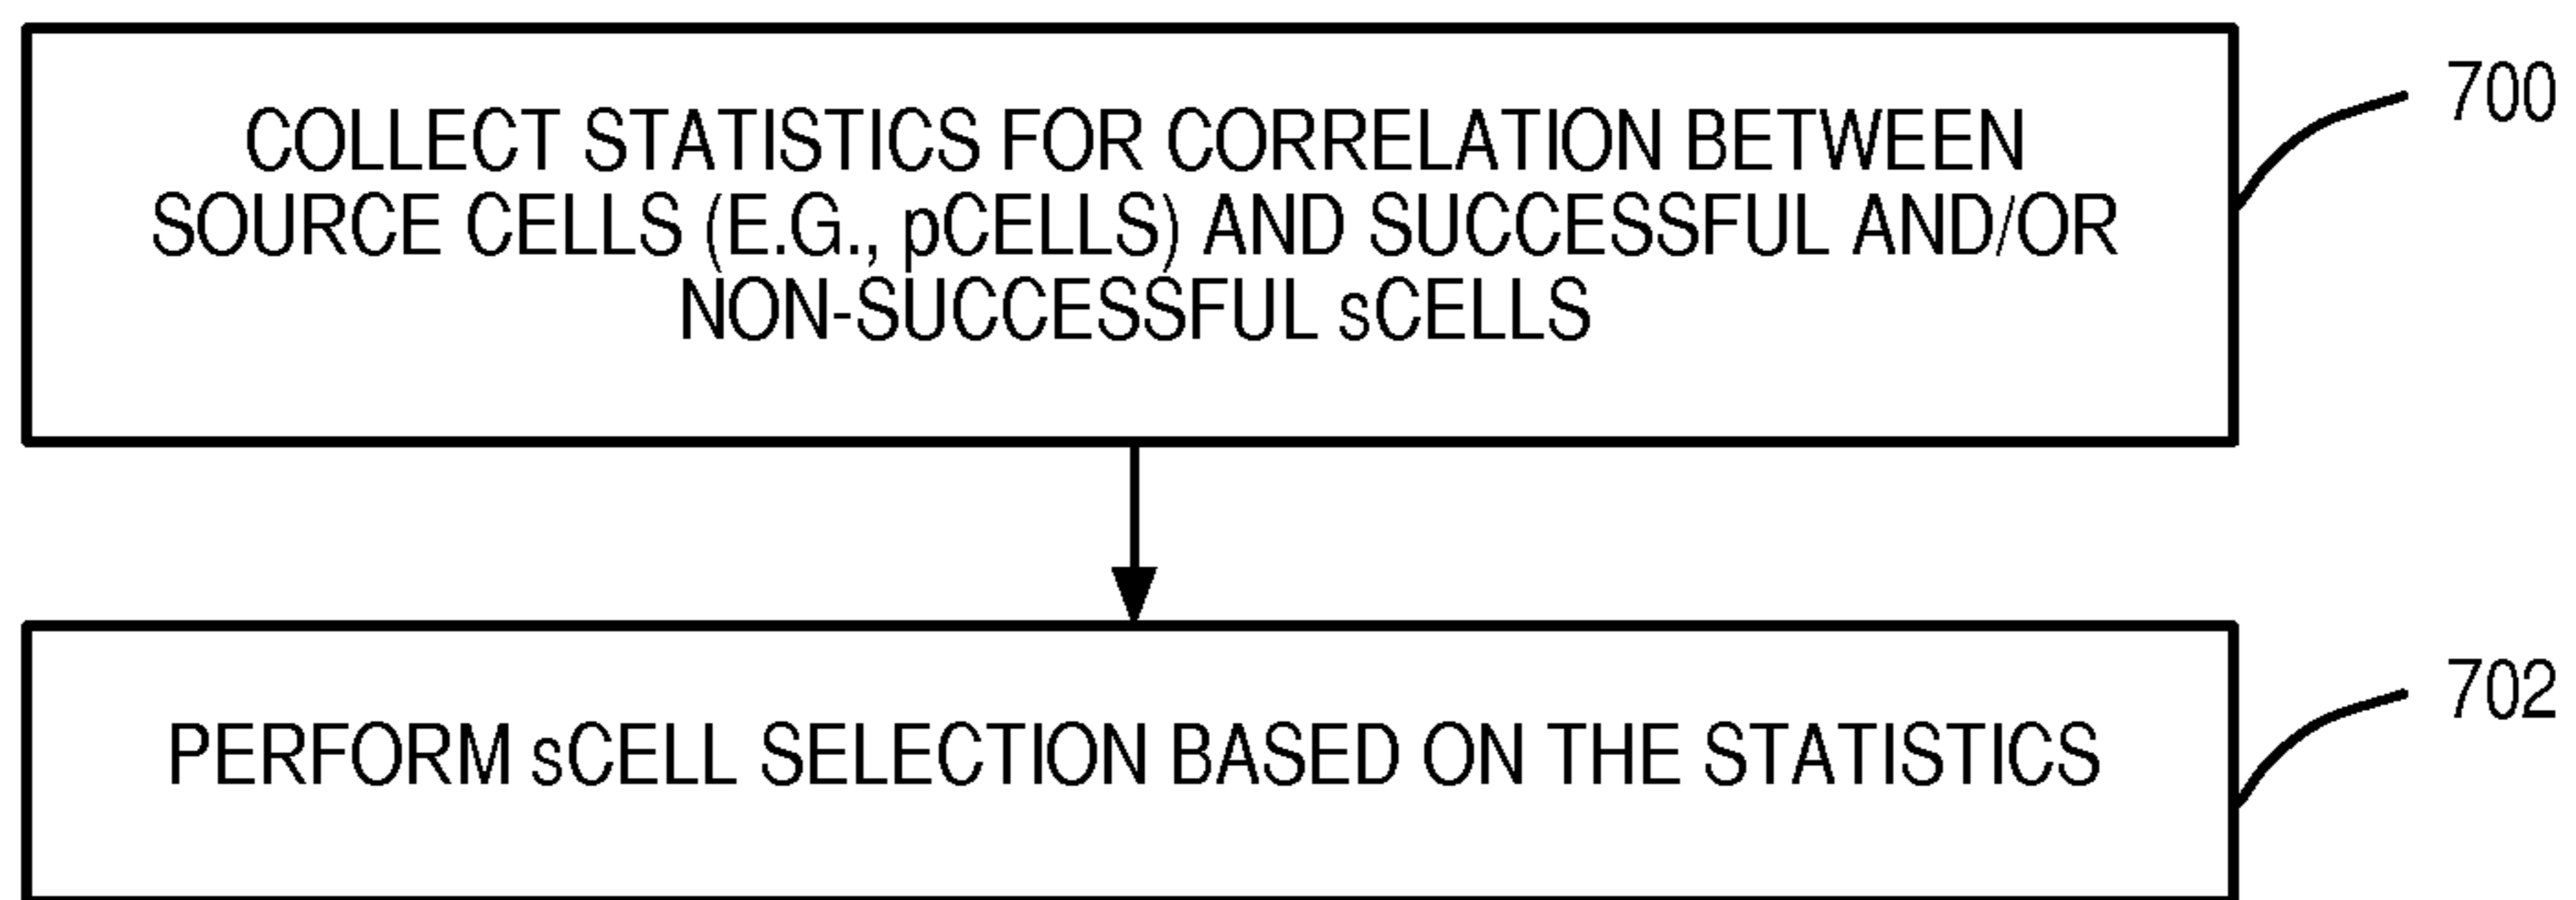 COLLECT STATISTICS FOR CORRELATION BETWEEN
SOURCE CELLS (E.G., pCELLS) AND SUCCESSFUL AND/OR
NON-SUCCESSFUL sCELLS
700
PERFORM sCELL SELECTION BASED ON THE STATISTICS
702